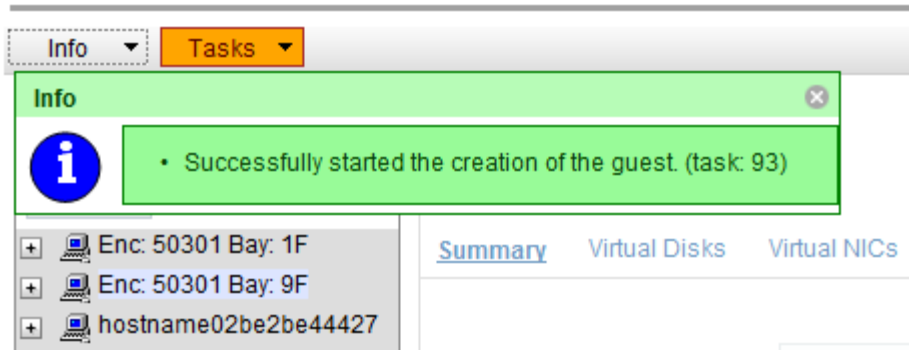 Info Tasks
Info
• Successfully started the creation of the guest. (task: 93)
Enc: 50301 Bay: 1F
Summary Virtual Disks Virtual NICs
Enc: 50301 Bay: 9F
hostname02be2be44427